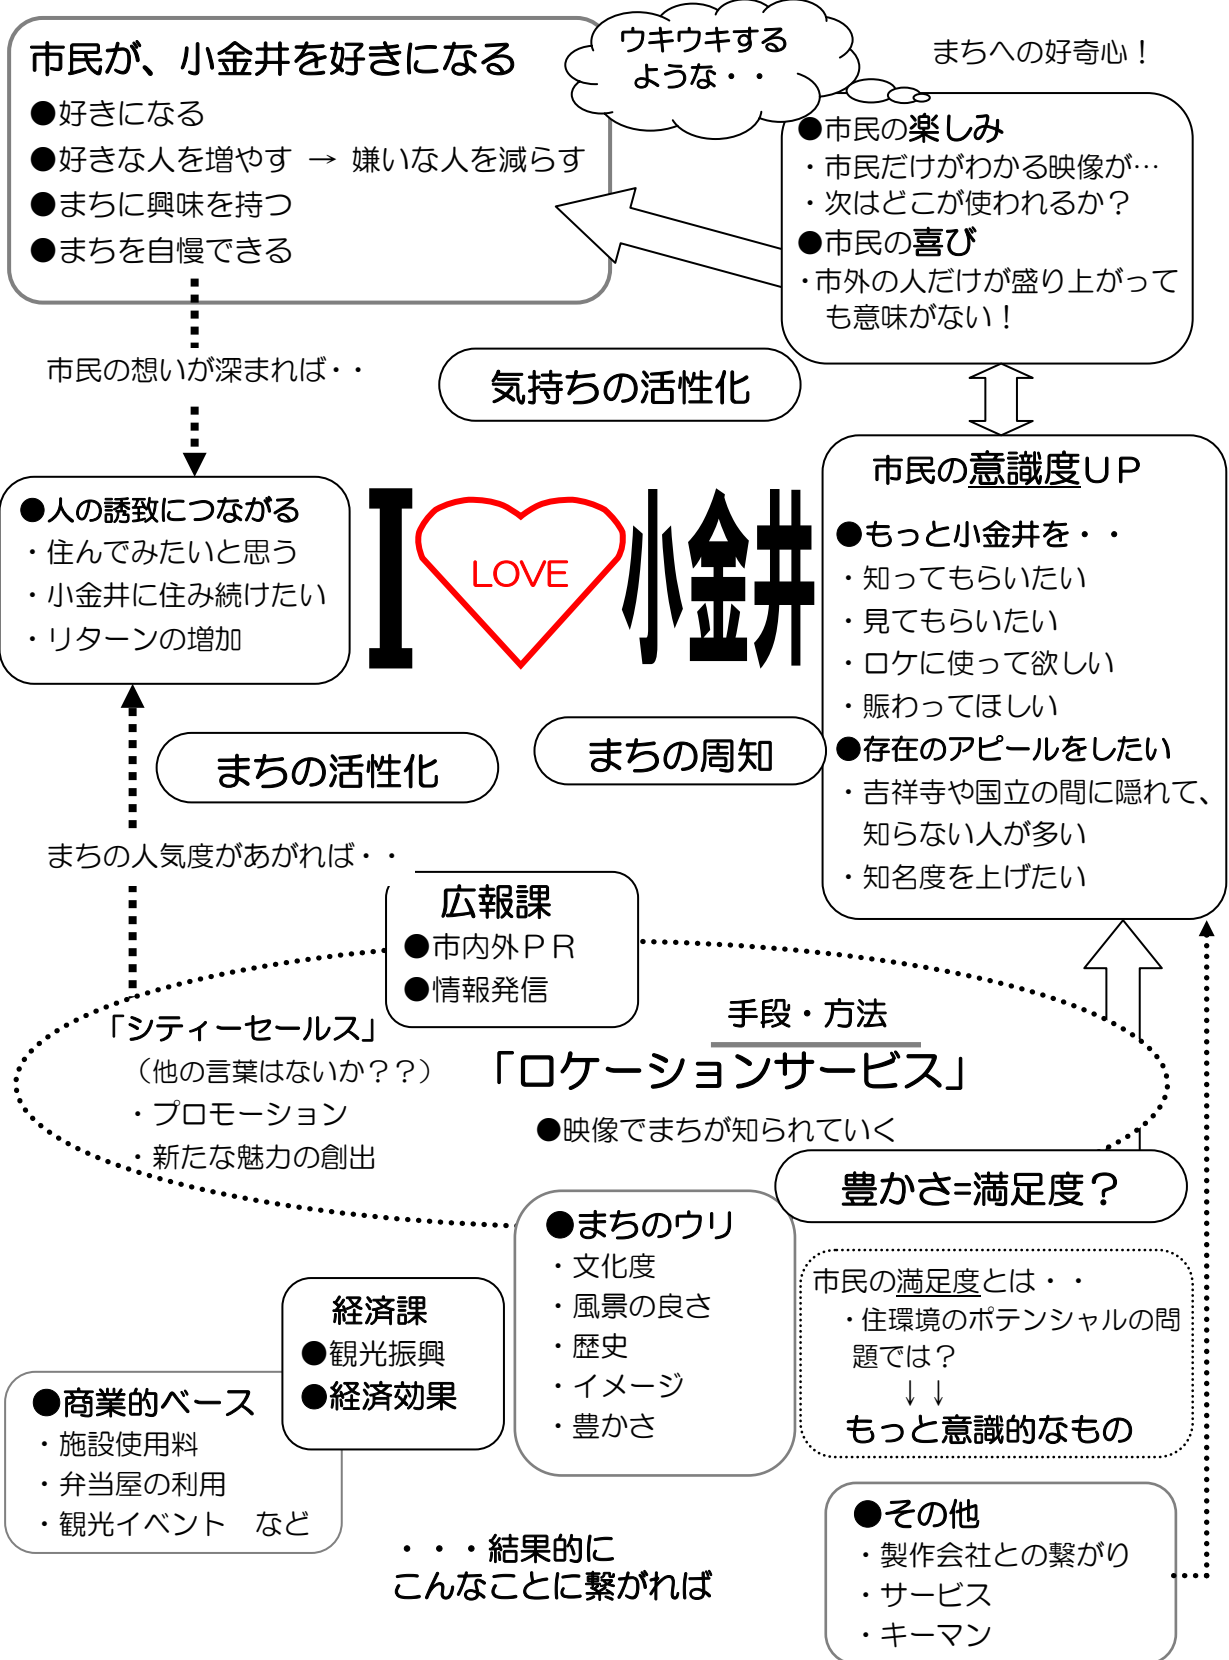 市民が、小金井を好きになる
●好きになる
●好きな人を増やす → 嫌いな人を減らす
●まちに興味を持つ
●まちを自慢できる
ウキウキする
ような・・
まちへの好奇心！
●市民の楽しみ
・市民だけがわかる映像が…
・次はどこが使われるか？
●市民の喜び
・市外の人だけが盛り上がって
も意味がない！
市民の想いが深まれば・・
気持ちの活性化
●人の誘致につながる
・住んでみたいと思う
・小金井に住み続けたい
・リターンの増加
I LOVE 小金井
市民の意識度ＵＰ
●もっと小金井を・・
・知ってもらいたい
・見てもらいたい
・ロケに使って欲しい
・賑わってほしい
●存在のアピールをしたい
・吉祥寺や国立の間に隠れて、
知らない人が多い
・知名度を上げたい
まちの活性化
まちの周知
まちの人気度があがれば・・
広報課
●市内外ＰＲ
●情報発信
「シティーセールス」
（他の言葉はないか？？）
・プロモーション
・新たな魅力の創出
手段・方法
「ロケーションサービス」
●映像でまちが知られていく
豊かさ=満足度？
●まちのウリ
・文化度
・風景の良さ
・歴史
・イメージ
・豊かさ
市民の満足度とは・・
・住環境のポテンシャルの問
題では？
↓↓
もっと意識的なもの
経済課
●観光振興
●経済効果
●商業的ベース
・施設使用料
・弁当屋の利用
・観光イベント　など
・・・結果的に
こんなことに繋がれば
●その他
・製作会社との繋がり
・サービス
・キーマン